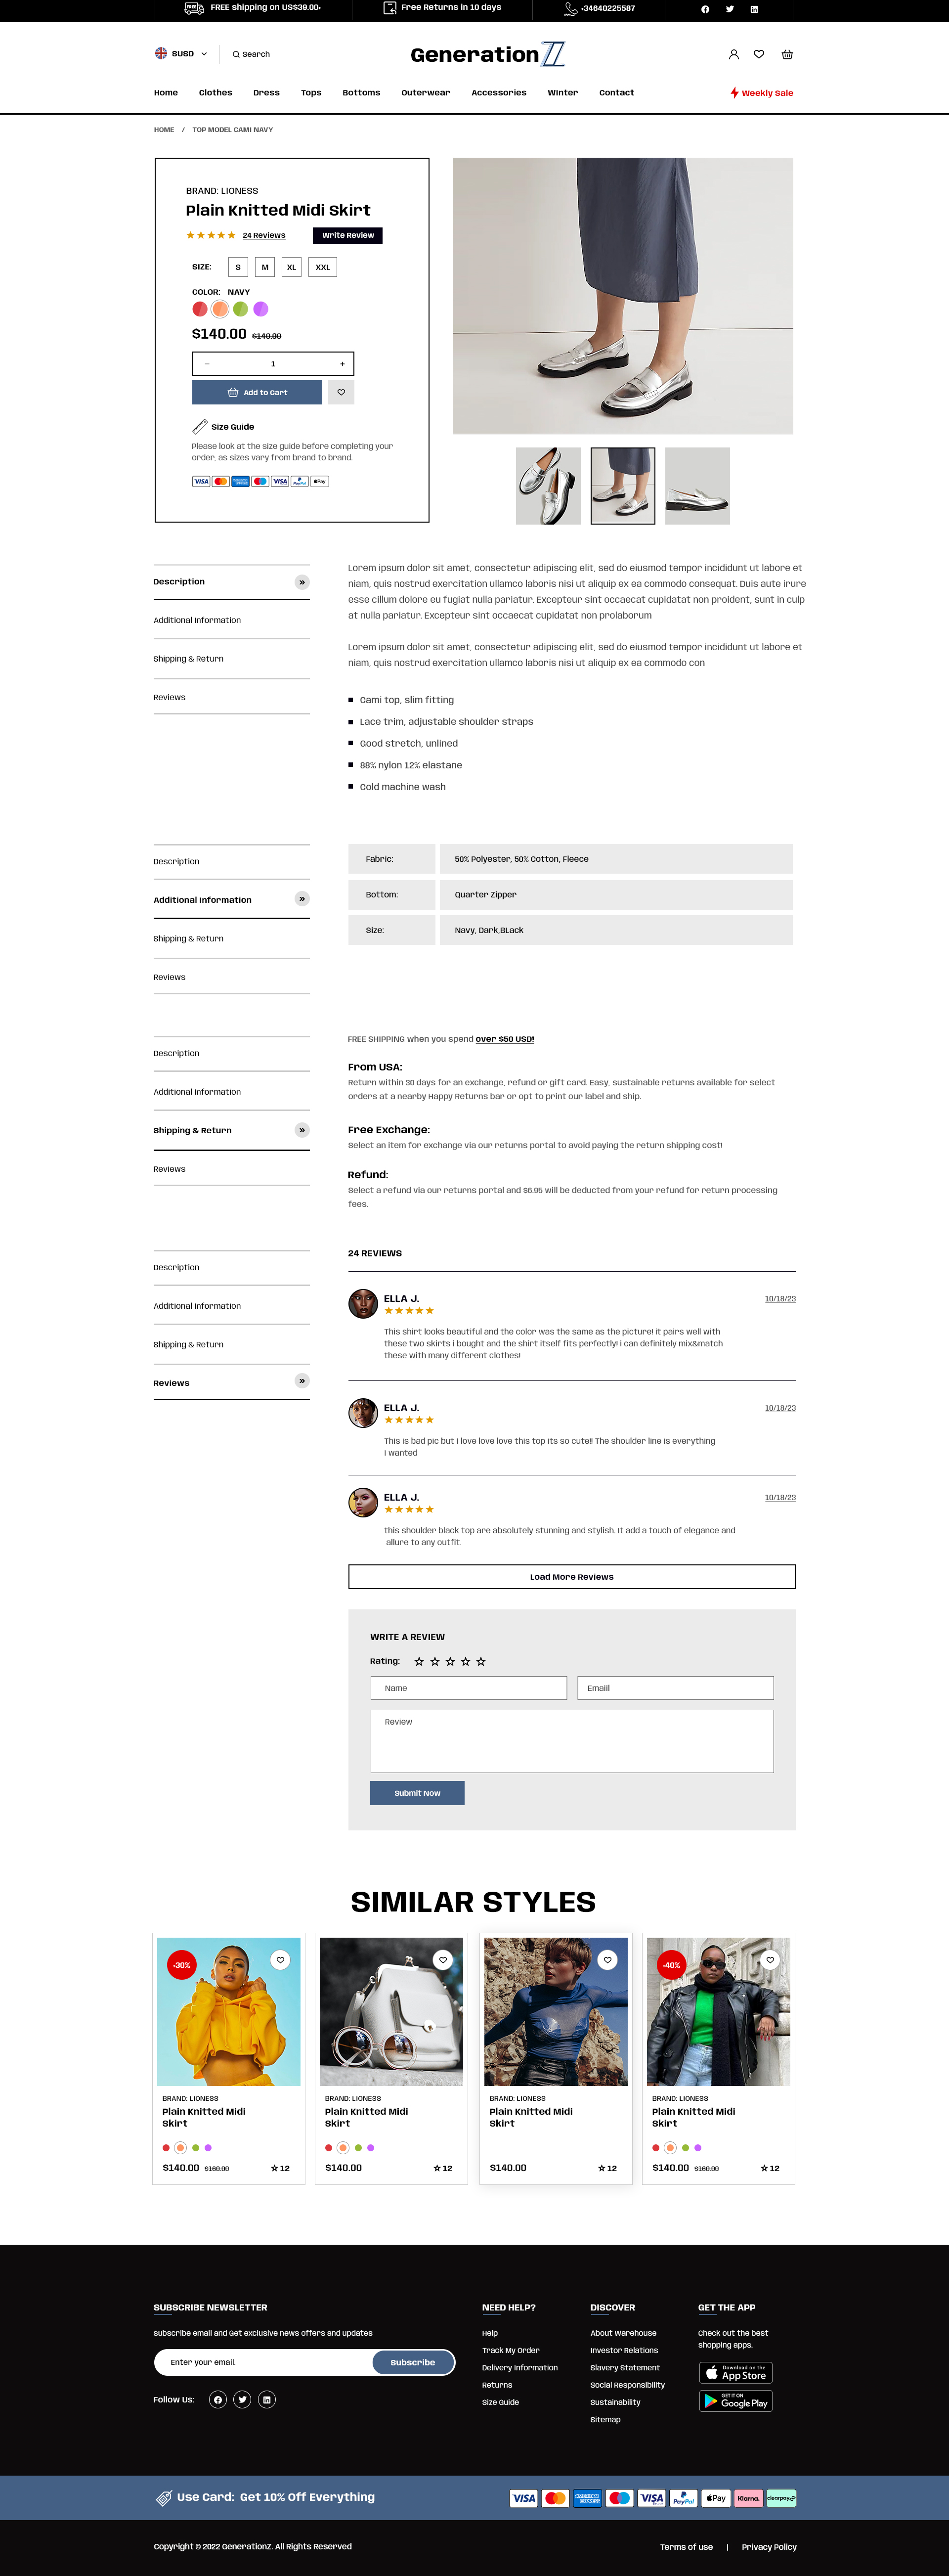 FREE shipping on US$39.00+
Free Returns in 10 days
+34640225587
$USD
Search
GenerationZ
Home Clothes Dress Tops Bottoms Outerwear Accessories Winter Contact
Weekly Sale
HOME / TOP MODEL CAMI NAVY
BRAND: LIONESS
Plain Knitted Midi Skirt
24 Reviews
Write Review
SIZE: S M XL XXL
COLOR: NAVY
$140.00 $140.00
− 1 +
Add to Cart
Size Guide
Please look at the size guide before completing your
order, as sizes vary from brand to brand.
VISA VISA PayPal Pay
Description
Additional Information
Shipping & Return
Reviews
Lorem ipsum dolor sit amet, consectetur adipiscing elit, sed do eiusmod tempor incididunt ut labore et
niam, quis nostrud exercitation ullamco laboris nisi ut aliquip ex ea commodo consequat. Duis aute irure
esse cillum dolore eu fugiat nulla pariatur. Excepteur sint occaecat cupidatat non proident, sunt in culp
at nulla pariatur. Excepteur sint occaecat cupidatat non prolaborum
Lorem ipsum dolor sit amet, consectetur adipiscing elit, sed do eiusmod tempor incididunt ut labore et
niam, quis nostrud exercitation ullamco laboris nisi ut aliquip ex ea commodo con
Cami top, slim fitting
Lace trim, adjustable shoulder straps
Good stretch, unlined
88% nylon 12% elastane
Cold machine wash
Description
Additional Information
Shipping & Return
Reviews
Fabric: 50% Polyester, 50% Cotton, Fleece
Bottom: Quarter Zipper
Size: Navy, Dark,BLack
Description
Additional Information
Shipping & Return
Reviews
FREE SHIPPING when you spend over $50 USD!
From USA:
Return within 30 days for an exchange, refund or gift card. Easy, sustainable returns available for select
orders at a nearby Happy Returns bar or opt to print our label and ship.
Free Exchange:
Select an item for exchange via our returns portal to avoid paying the return shipping cost!
Refund:
Select a refund via our returns portal and $6.95 will be deducted from your refund for return processing
fees.
Description
Additional information
Shipping & Return
Reviews
24 REVIEWS
ELLA J. 10/18/23
This shirt looks beautiful and the color was the same as the picture! it pairs well with
these two skirts i bought and the shirt itself fits perfectly! i can definitely mix&match
these with many different clothes!
ELLA J. 10/18/23
This is bad pic but I love love love this top its so cute!! The shoulder line is everything
I wanted
ELLA J. 10/18/23
this shoulder black top are absolutely stunning and stylish. It add a touch of elegance and
allure to any outfit.
Load More Reviews
WRITE A REVIEW
Rating:
Name
Emaiil
Review
Submit Now
SIMILAR STYLES
-30%
BRAND: LIONESS
Plain Knitted Midi
Skirt
$140.00 $160.00 12
BRAND: LIONESS
Plain Knitted Midi
Skirt
$140.00 12
BRAND: LIONESS
Plain Knitted Midi
Skirt
$140.00 12
-40%
BRAND: LIONESS
Plain Knitted Midi
Skirt
$140.00 $160.00 12
SUBSCRIBE NEWSLETTER
subscribe email and Get exclusive news offers and updates
Enter your email.
Subscribe
Follow Us:
NEED HELP?
Help
Track My Order
Delivery Information
Returns
Size Guide
DISCOVER
About Warehouse
Investor Relations
Slavery Statement
Social Responsibility
Sustainability
Sitemap
GET THE APP
Check out the best
shopping apps.
Download on the
App Store
GET IT ON
Google Play
Use Card: Get 10% Off Everything
VISA AMERICAN EXPRESS VISA PayPal Pay Klarna. clearpay
Copyright © 2022 GenerationZ. All Rights Reserved
Terms of use | Privacy Policy